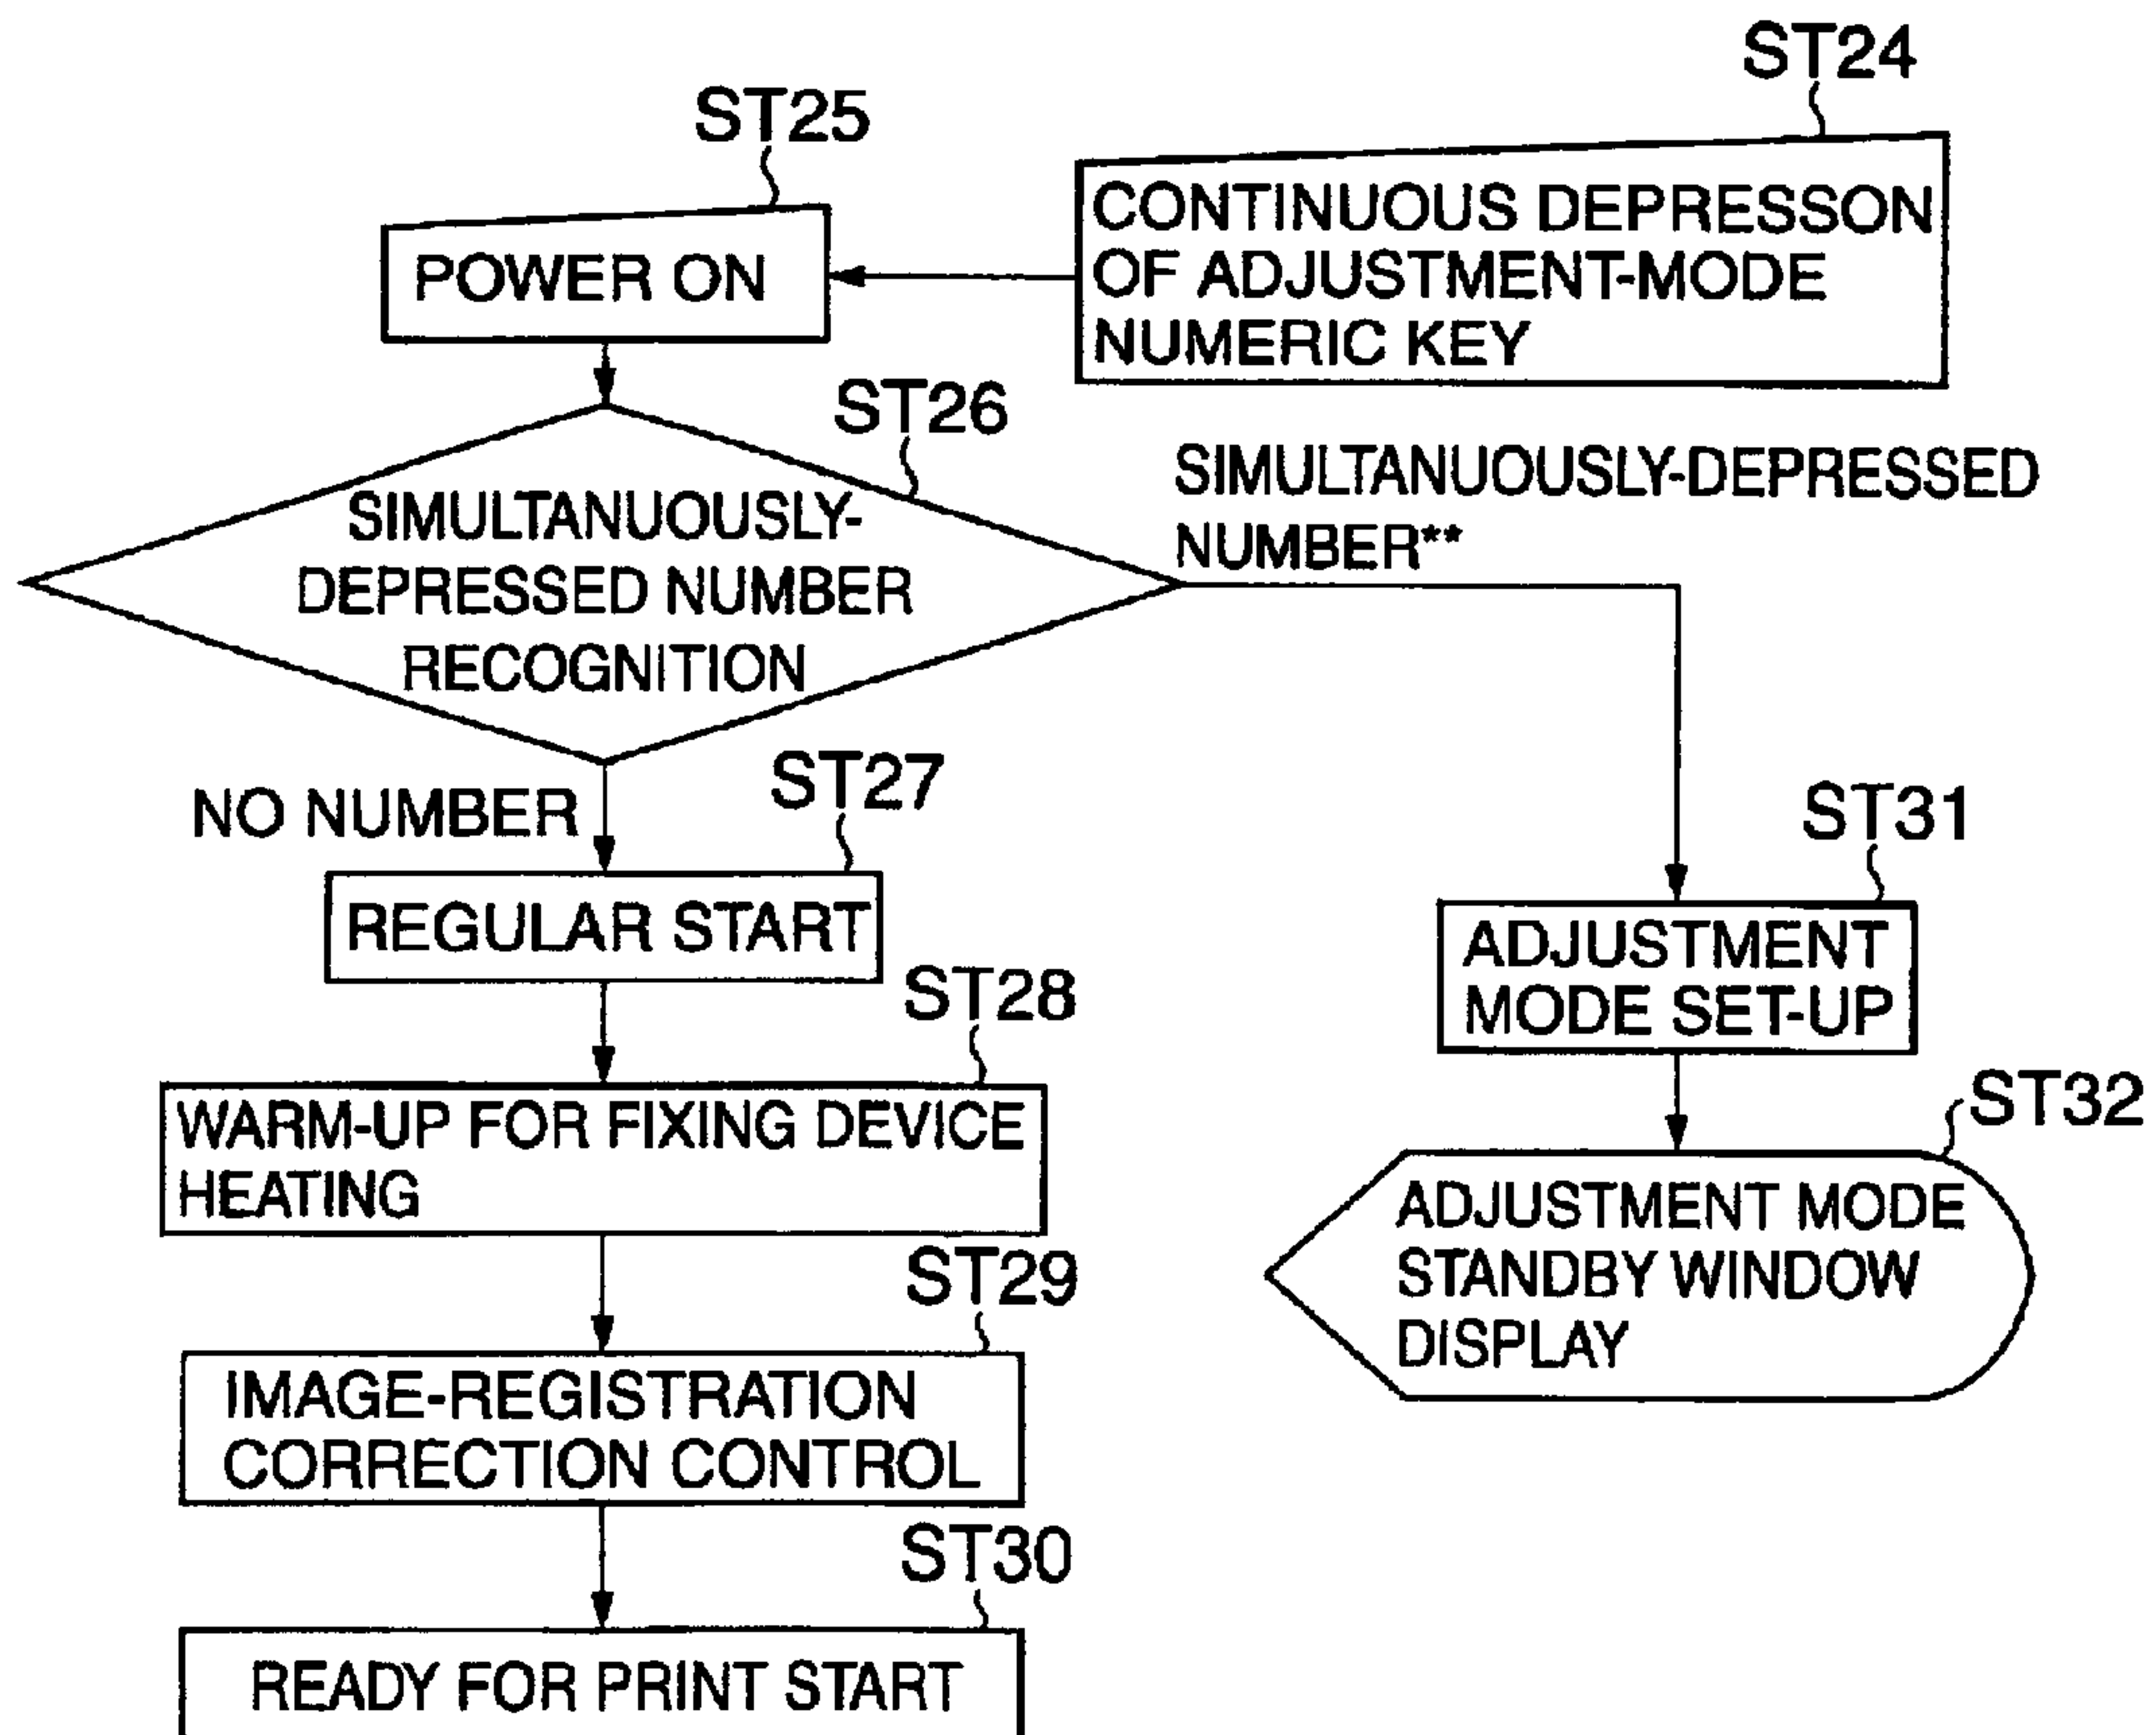 ST24
CONTINUOUS DEPRESSON
OF ADJUSTMENT-MODE
NUMERIC KEY
ST25
POWER ON
ST26
SIMULTANUOUSLY-
DEPRESSED NUMBER
RECOGNITION
SIMULTANUOUSLY-DEPRESSED
NUMBER**
NO NUMBER
ST27
REGULAR START
ST28
WARM-UP FOR FIXING DEVICE
HEATING
ST29
IMAGE-REGISTRATION
CORRECTION CONTROL
ST30
READY FOR PRINT START
ST31
ADJUSTMENT
MODE SET-UP
ST32
ADJUSTMENT MODE
STANDBY WINDOW
DISPLAY